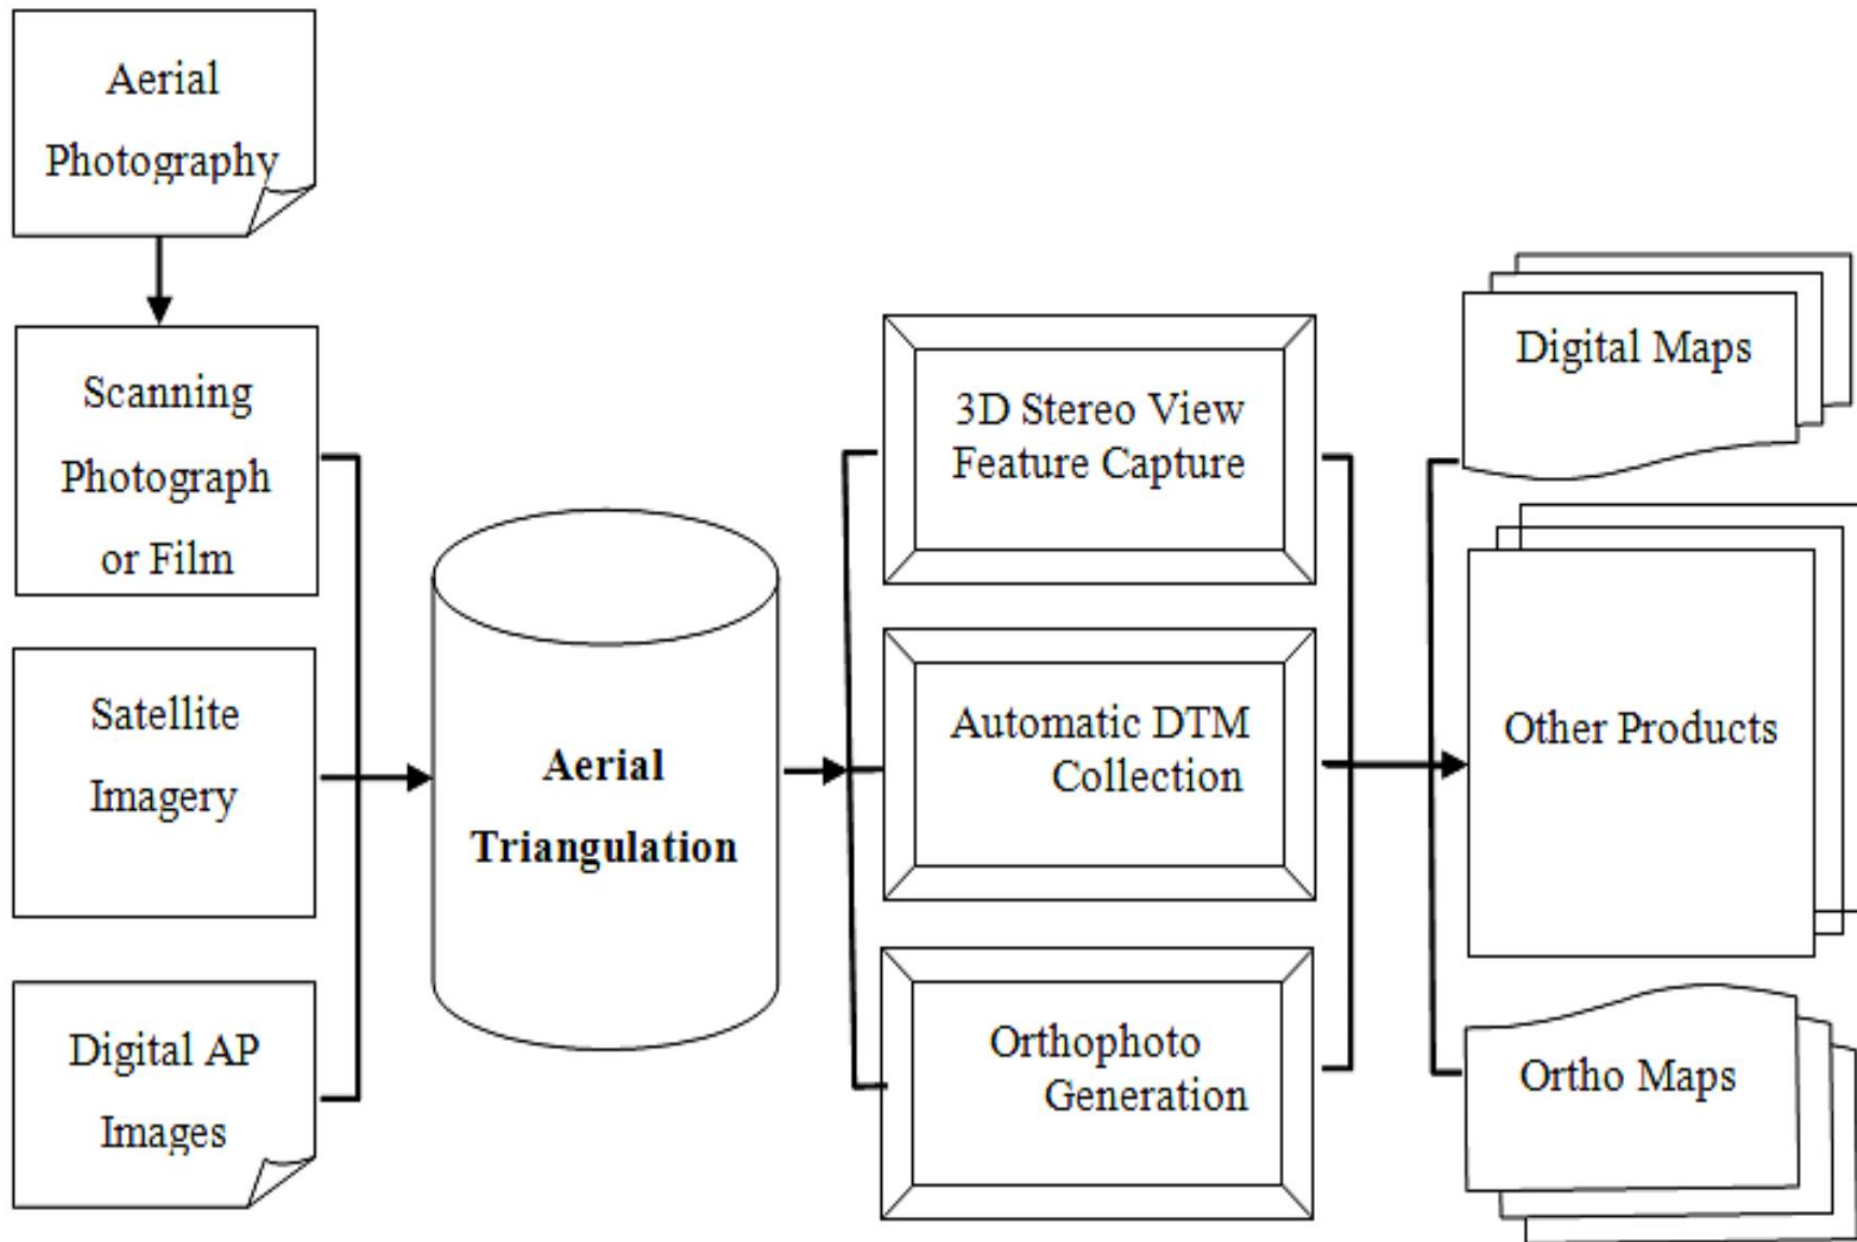 Aerial
Photography
Scanning
Photograph
or Film
Satellite
Imagery
Digital AP
Images
Aerial
Triangulation
3D Stereo View
Feature Capture
Automatic DTM
Collection
Orthophoto
Generation
Digital Maps
Other Products
Ortho Maps